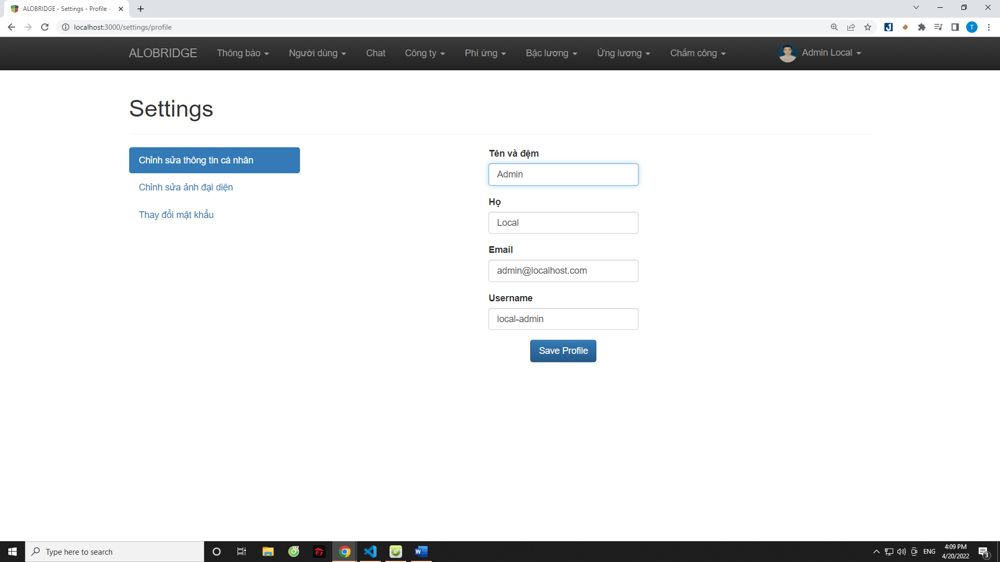 ALOBRIDGE - Settings - Profile -
localhost:3000/settings/profile
T
ALOBRIDGE Thông báo Người dùng Chat Công ty Phí ứng Bậc lương Ứng lương Chấm công Admin Local
Settings
Chỉnh sửa thông tin cá nhân
Chỉnh sửa ảnh đại diện
Thay đổi mật khẩu
Tên và đệm
Admin
Họ
Local
Email
admin@localhost.com
Username
local-admin
Save Profile
Type here to search
ENG
4:09 PM
4/20/2022
3